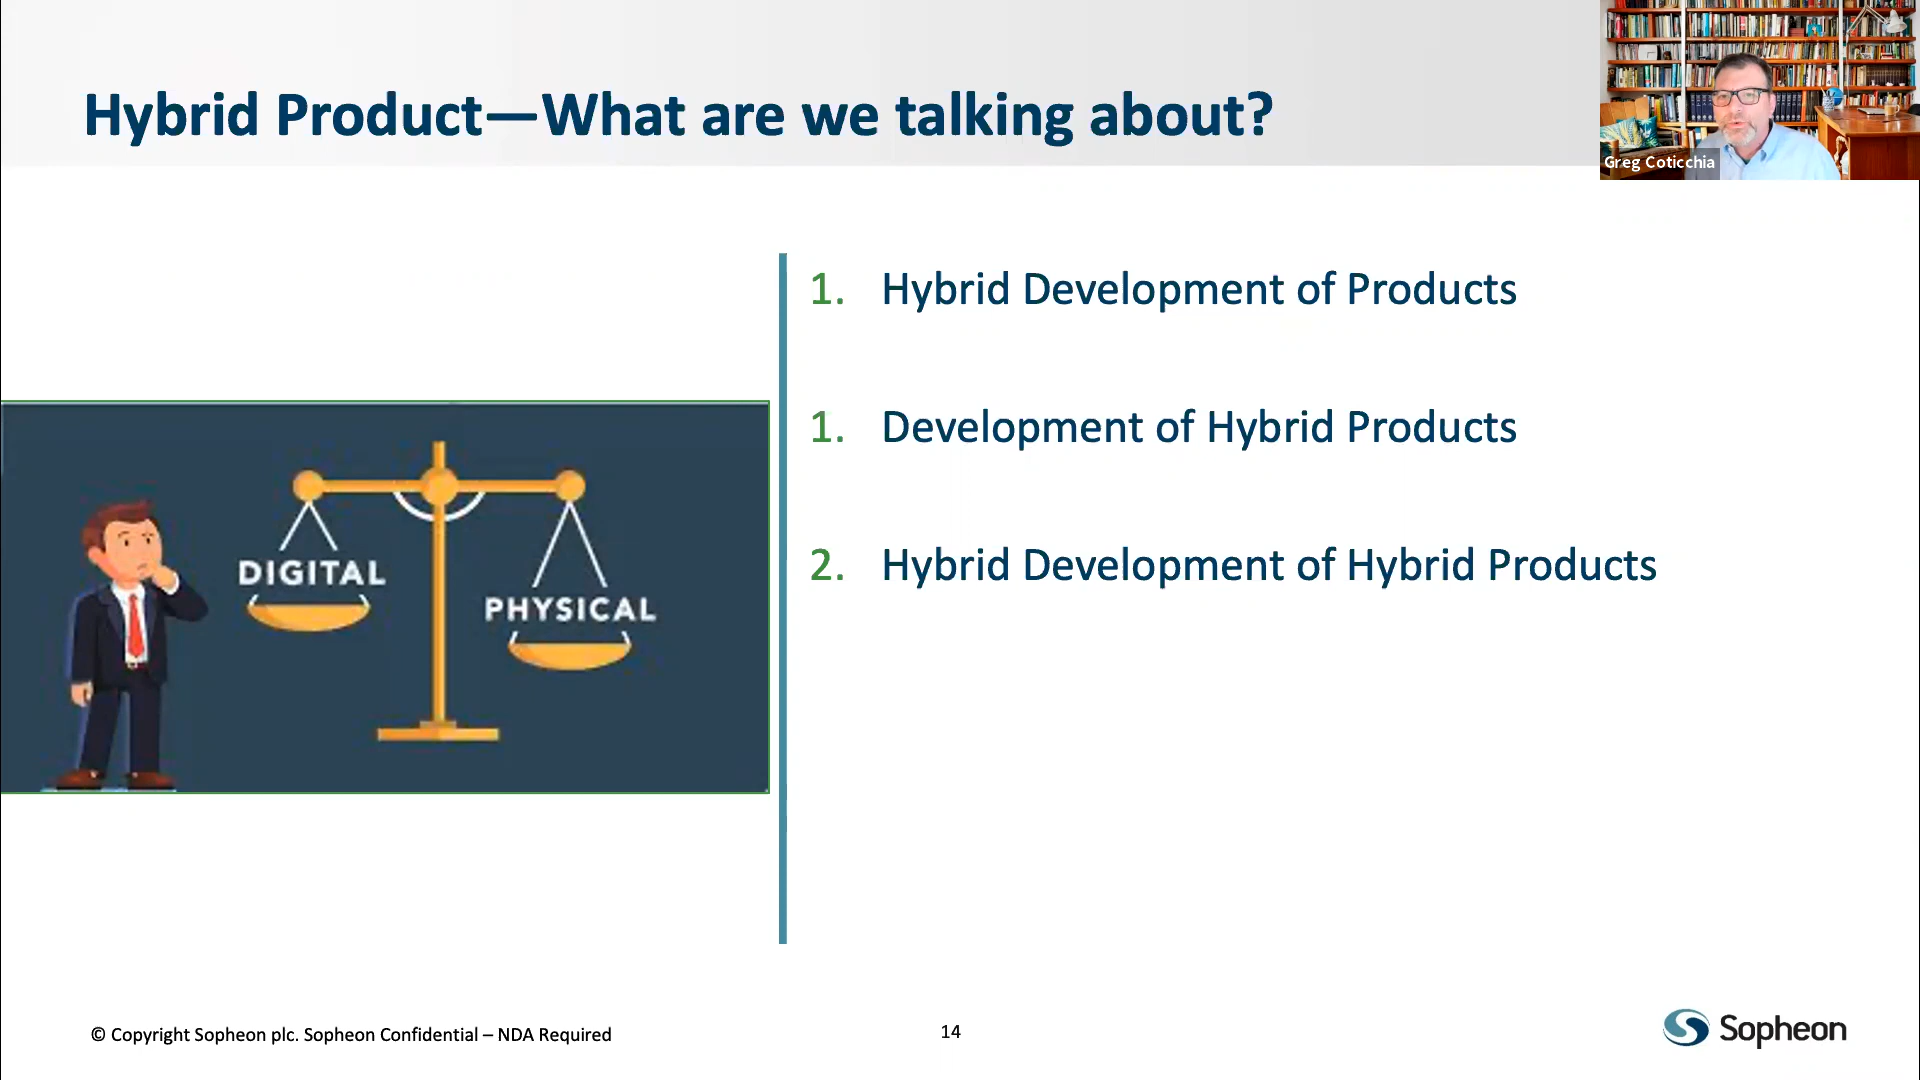 Hybrid Product—What are we talking about?
Greg Coticchia
1. Hybrid Development of Products
1. Development of Hybrid Products
2. Hybrid Development of Hybrid Products
DIGITAL
PHYSICAL
© Copyright Sopheon plc. Sopheon Confidential – NDA Required
14
Sopheon